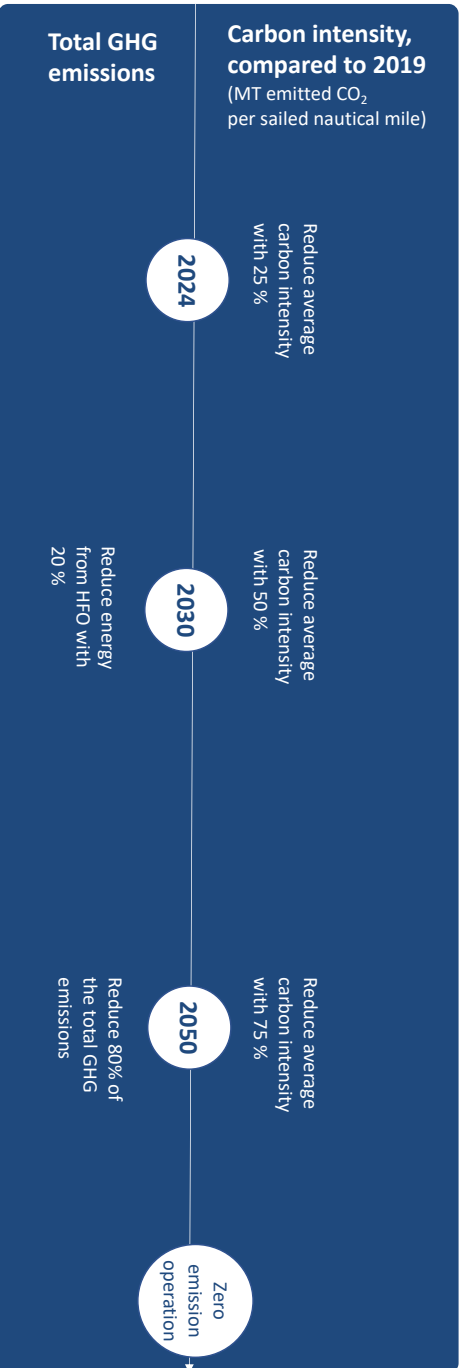 Total GHG
emissions
Carbon intensity,
compared to 2019
(MT emitted CO₂
per sailed nautical mile)
Reduce average
carbon intensity
with 25 %
2024
Reduce average
carbon intensity
with 50 %
2030
Reduce energy
from HFO with
20 %
Reduce average
carbon intensity
with 75 %
2050
Reduce 80% of
the total GHG
emissions
Zero
emission
operation